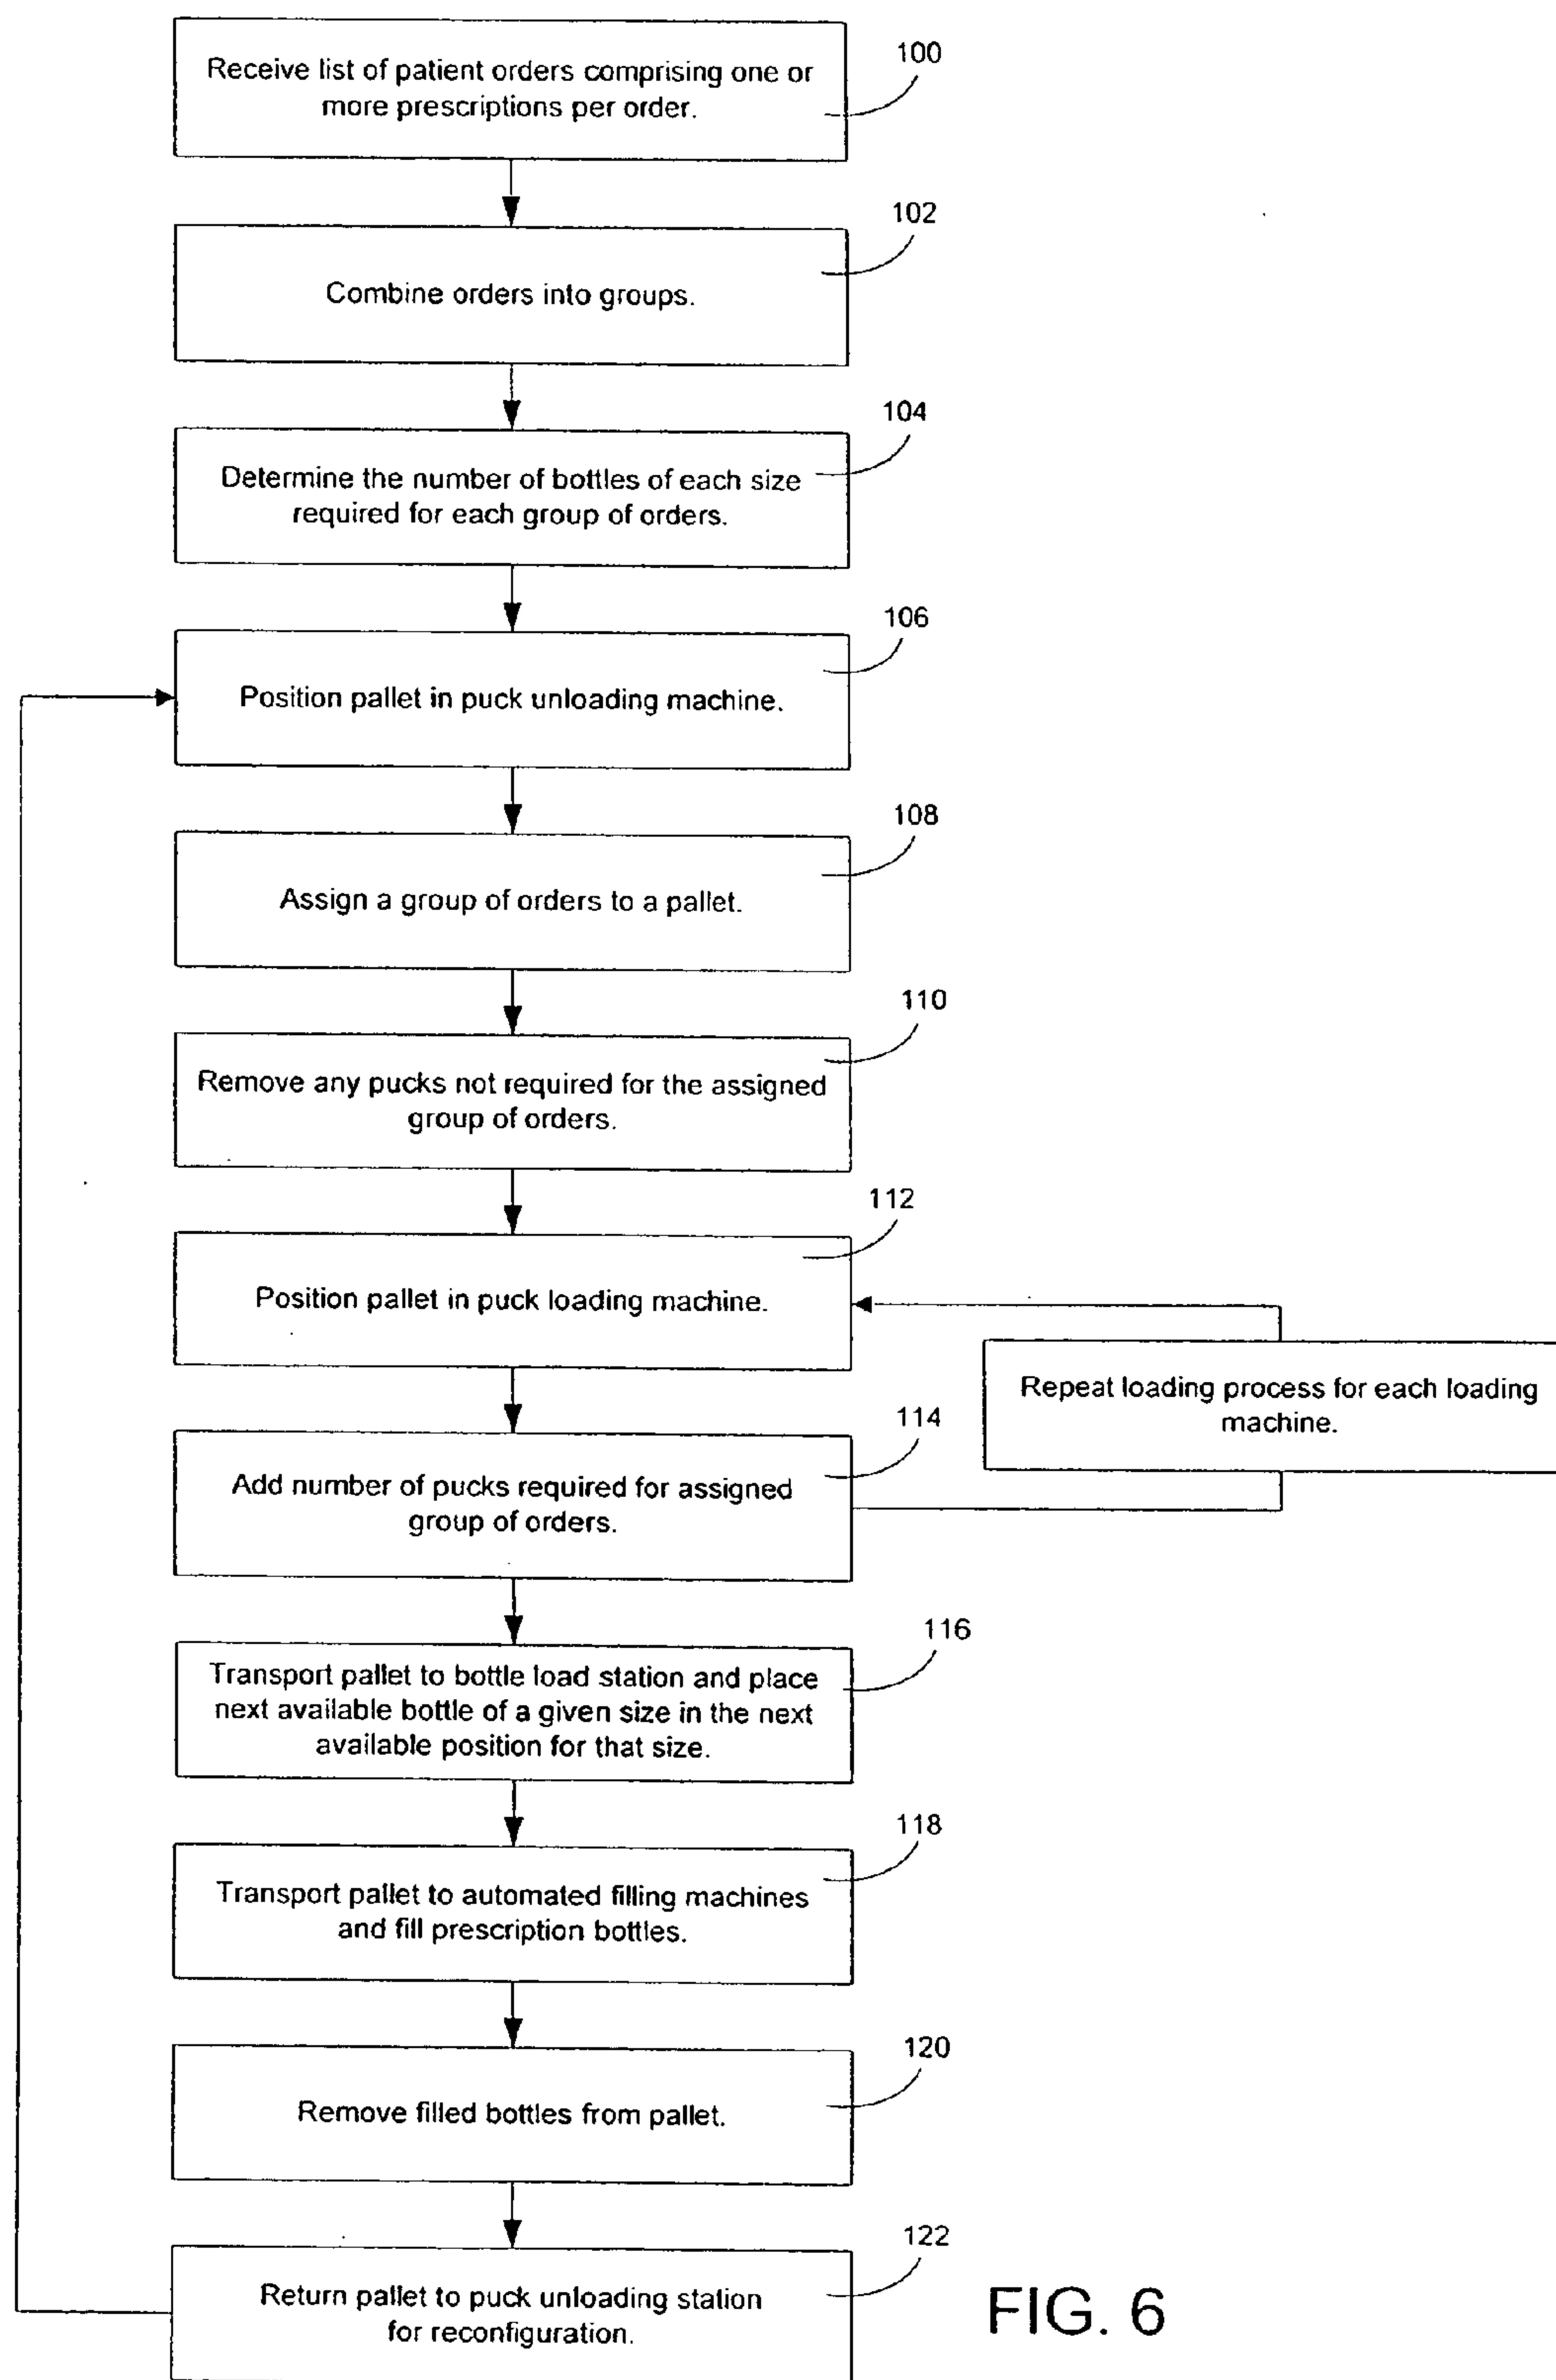 100
Receive list of patient orders comprising one or
more prescriptions per order.
102
Combine orders into groups.
104
Determine the number of bottles of each size
required for each group of orders.
106
Position pallet in puck unloading machine.
108
Assign a group of orders to a pallet.
110
Remove any pucks not required for the assigned
group of orders.
112
Position pallet in puck loading machine.
Repeat loading process for each loading
machine.
114
Add number of pucks required for assigned
group of orders.
116
Transport pallet to bottle load station and place
next available bottle of a given size in the next
available position for that size.
118
Transport pallet to automated filling machines
and fill prescription bottles.
120
Remove filled bottles from pallet.
122
Return pallet to puck unloading station
for reconfiguration.
FIG. 6